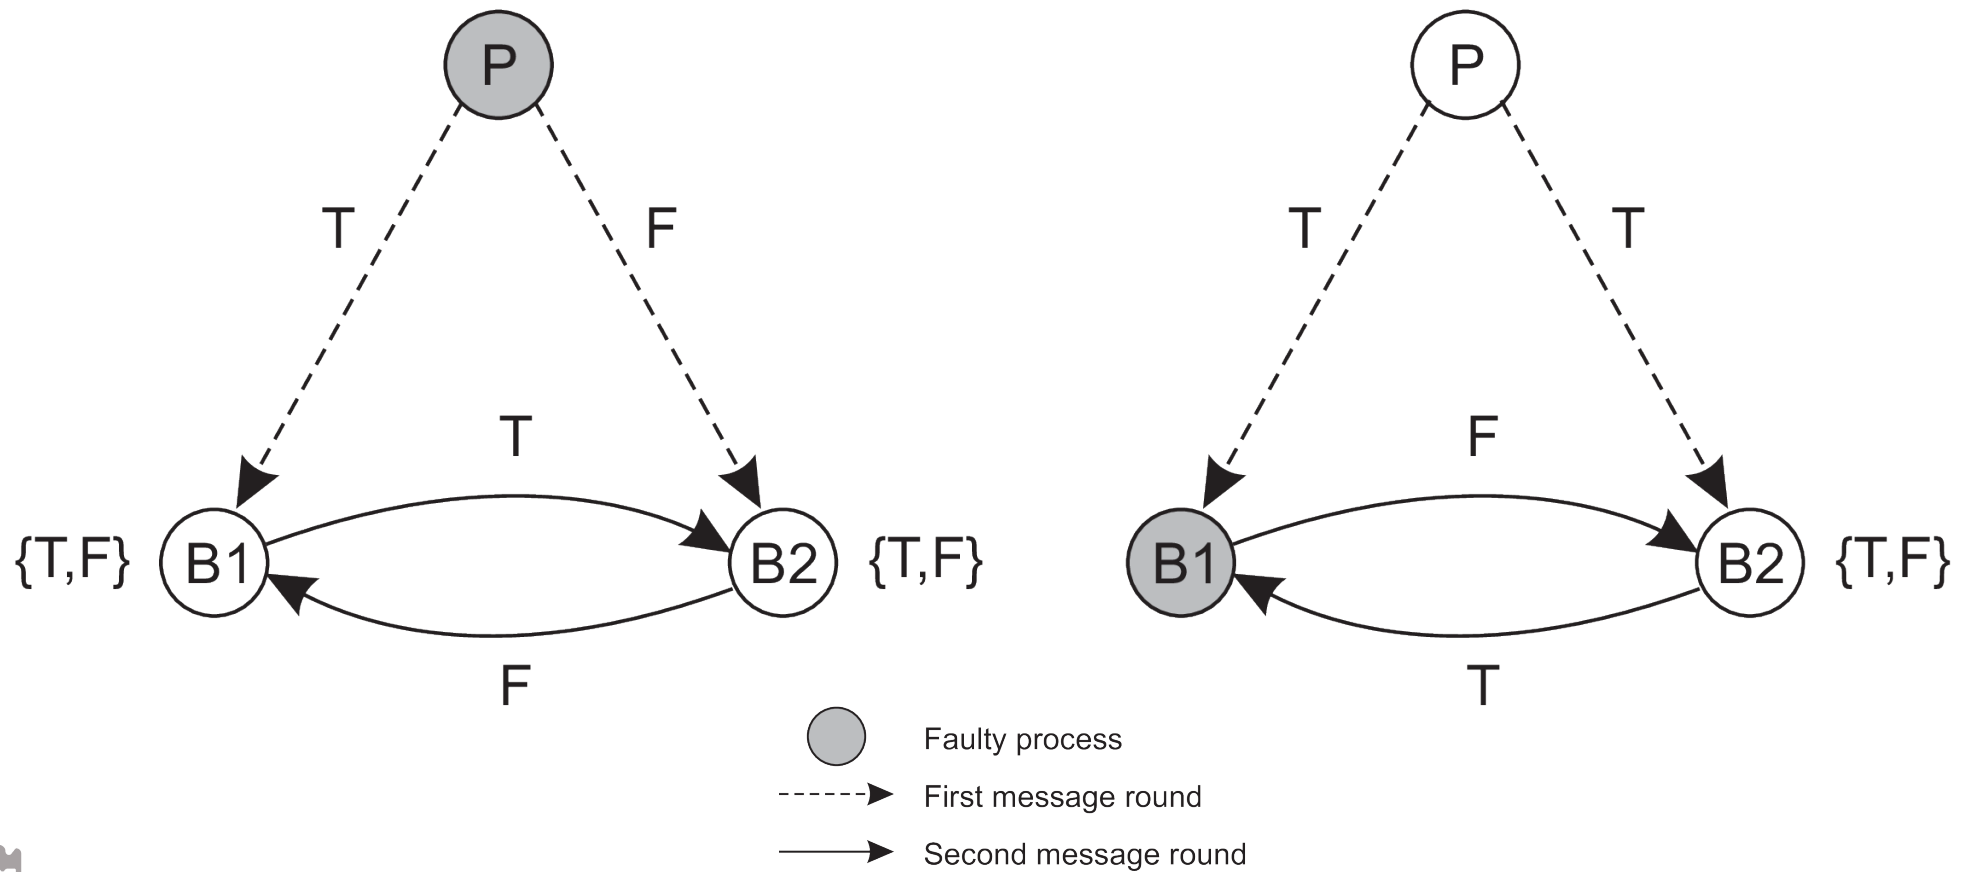 P
P
T
F
T
T
T
F
{T,F}
B1
B2
{T,F}
B1
B2
{T,F}
F
T
Faulty process
First message round
Second message round